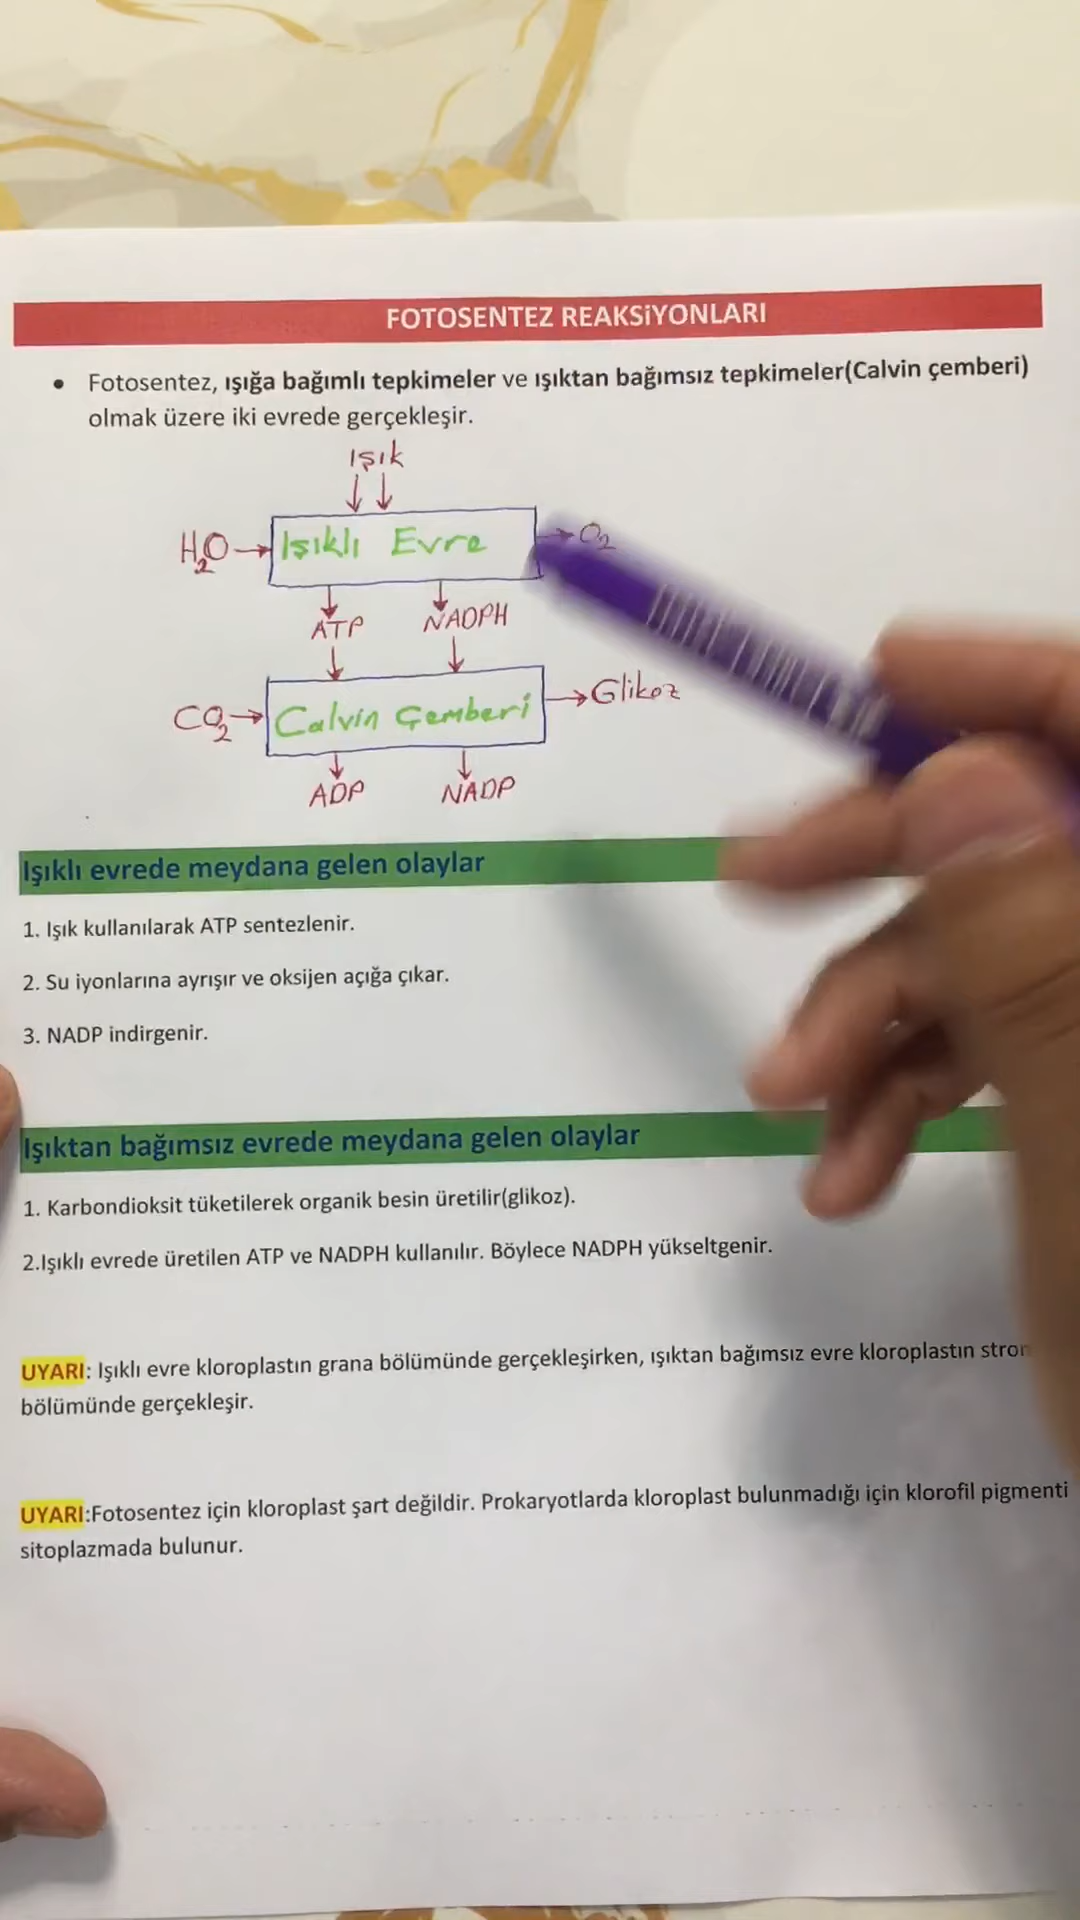 FOTOSENTEZ REAKSiYONLARI
• Fotosentez, ışığa bağımlı tepkimeler ve ışıktan bağımsız tepkimeler(Calvin çemberi)
olmak üzere iki evrede gerçekleşir.
Işık
H₂O
Işıklı Evre
O₂
ATP
NADPH
CO₂
Calvin Çemberi
Glikoz
ADP
NADP
Işıklı evrede meydana gelen olaylar
1. Işık kullanılarak ATP sentezlenir.
2. Su iyonlarına ayrışır ve oksijen açığa çıkar.
3. NADP indirgenir.
Işıktan bağımsız evrede meydana gelen olaylar
1. Karbondioksit tüketilerek organik besin üretilir(glikoz).
2.Işıklı evrede üretilen ATP ve NADPH kullanılır. Böylece NADPH yükseltgenir.
UYARI: Işıklı evre kloroplastın grana bölümünde gerçekleşirken, ışıktan bağımsız evre kloroplastın
bölümünde gerçekleşir.
UYARI:Fotosentez için kloroplast şart değildir. Prokaryotlarda kloroplast bulunmadığı için klorofil pigmenti
sitoplazmada bulunur.